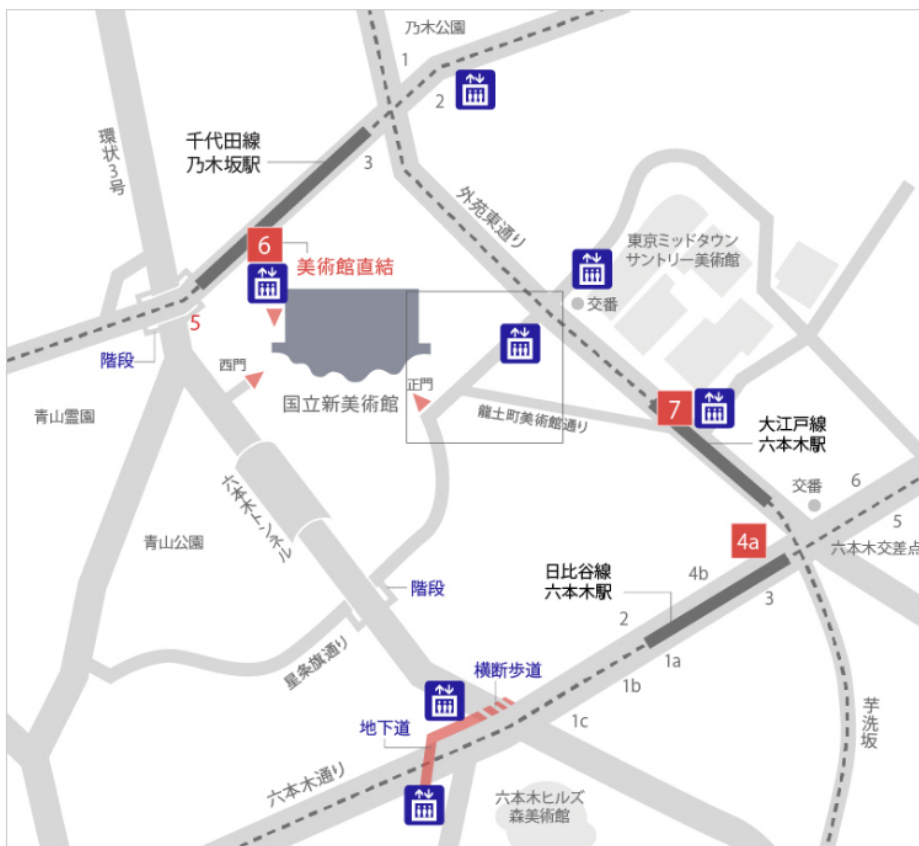 乃木公園
1
2
3
環状3号
千代田線
乃木坂駅
6
美術館直結
外苑東通り
東京ミッドタウン
サントリー美術館
交番
5
階段
西門
国立新美術館
正門
龍土町美術館通り
7
大江戸線
六本木駅
青山霊園
六本木トンネル
青山公園
交番
6
5
六本木交差点
4a
日比谷線
六本木駅
4b
3
2
1a
1b
1c
階段
星条旗通り
横断歩道
地下道
六本木通り
芋洗坂
六本木ヒルズ
森美術館